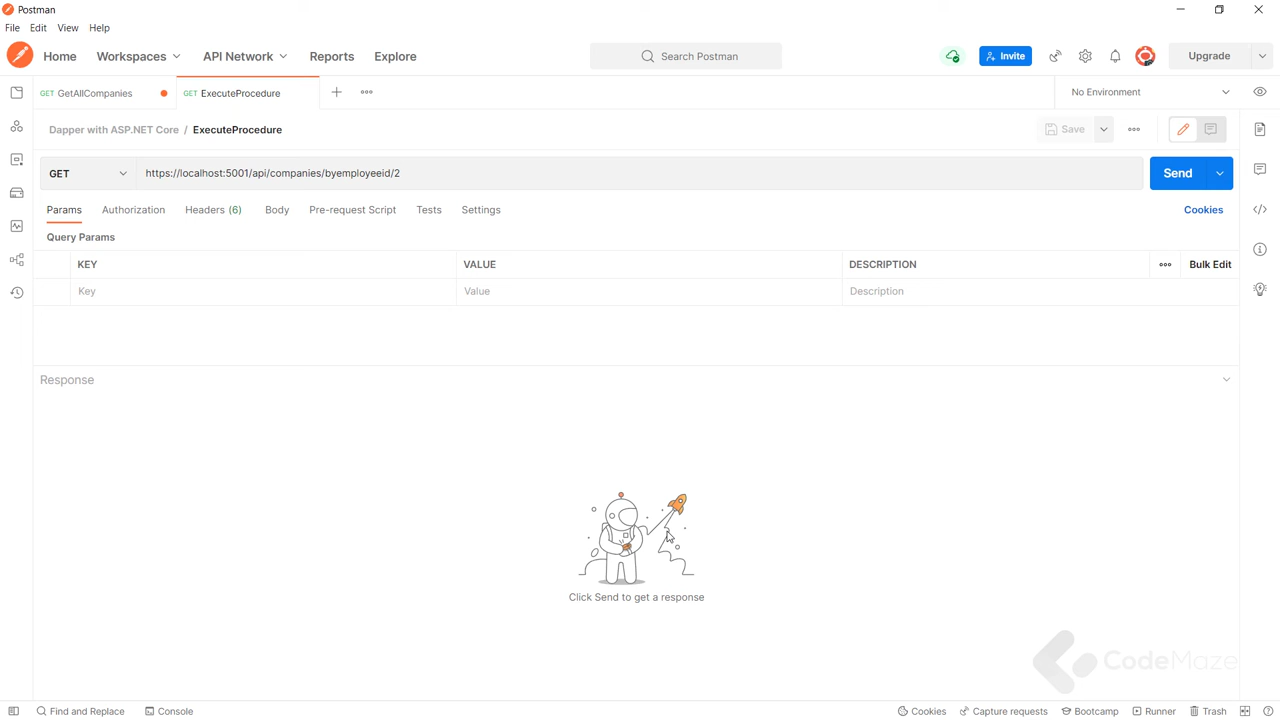 Postman
File Edit View Help
Home Workspaces API Network Reports Explore Search Postman Invite Upgrade
GET GetAllCompanies GET ExecuteProcedure No Environment
Dapper with ASP.NET Core / ExecuteProcedure Save
GET https://localhost:5001/api/companies/byemployeeid/2 Send
Params Authorization Headers (6) Body Pre-request Script Tests Settings Cookies
Query Params
KEY VALUE DESCRIPTION Bulk Edit
Key Value Description
Response
Click Send to get a response
CodeMaze
Find and Replace Console Cookies Capture requests Bootcamp Runner Trash